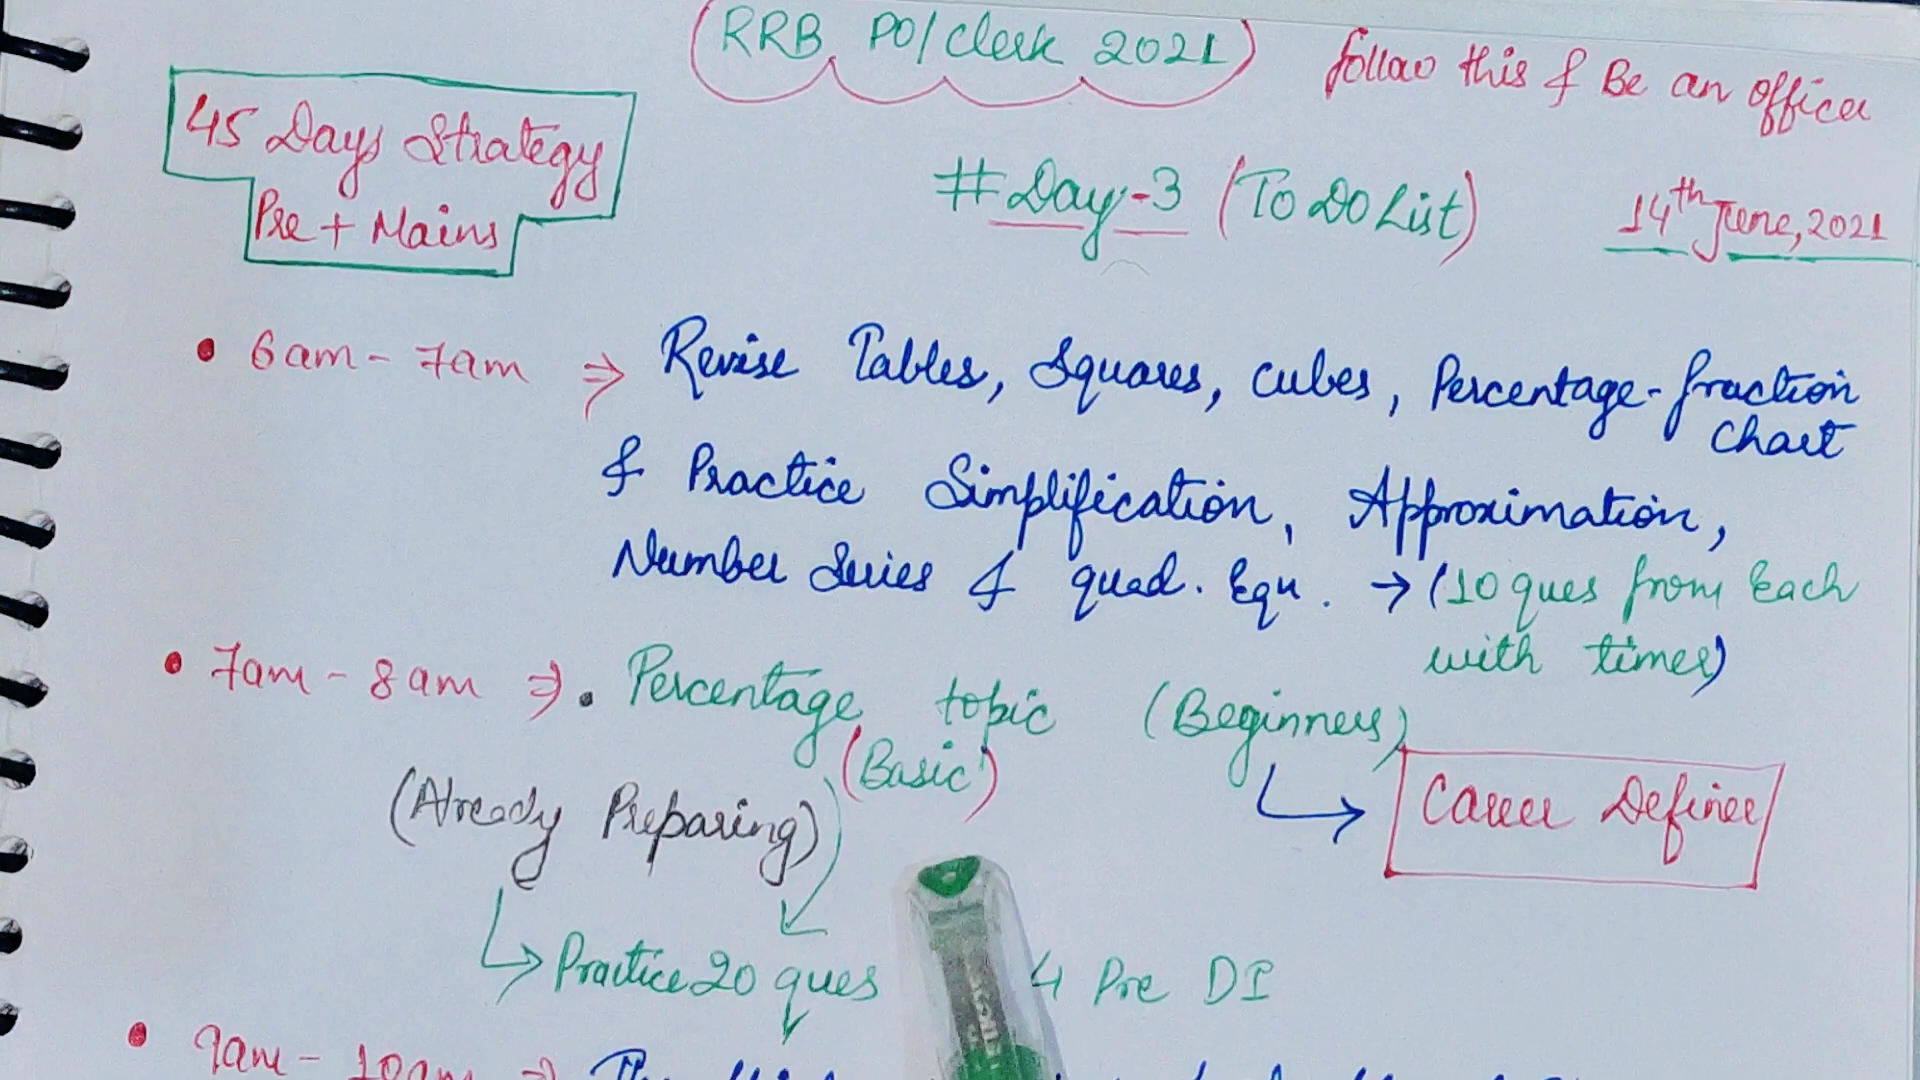 RRB PO/Clerk 2021
follow this & Be an officer
45 Days Strategy
Pre + Mains
#Day-3 (To Do List)
14th June, 2021
• 6am - 7am ⇒ Revise Tables, Squares, cubes, Percentage-fraction
Chart
& Practice Simplification, Approximation,
Number Series & quad. Equ. → (10 ques from Each
with timer)
• 7am - 8am ⇒ • Percentage topic (Beginners)
(Basic)
Career Definer
(Already Preparing)
Practice 20 ques 4 Pre DI
• 9am - 10am ⇒